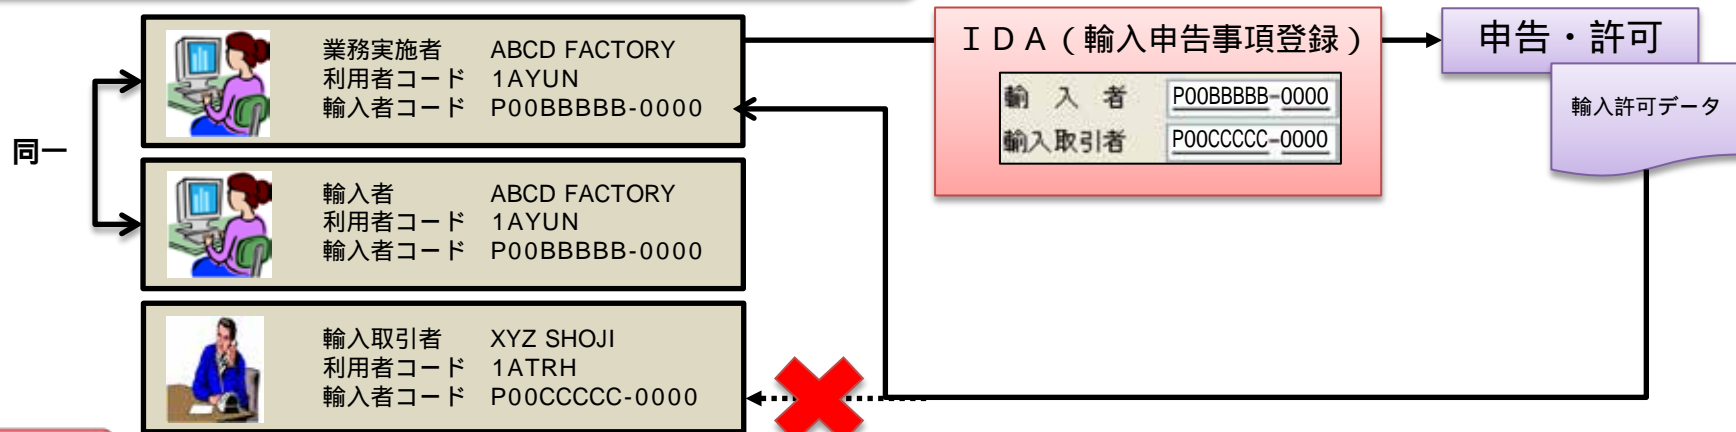 業務実施者 ABCD FACTORY
利用者コード 1AYUN
輸入者コード P00BBBBB-0000
同一
輸入者 ABCD FACTORY
利用者コード 1AYUN
輸入者コード P00BBBBB-0000
輸入取引者 XYZ SHOJI
利用者コード 1ATRH
輸入者コード P00CCCCC-0000
ＩＤＡ（輸入申告事項登録）
輸入者 P00BBBBB-0000
輸入取引者 P00CCCCC-0000
申告・許可
輸入許可データ